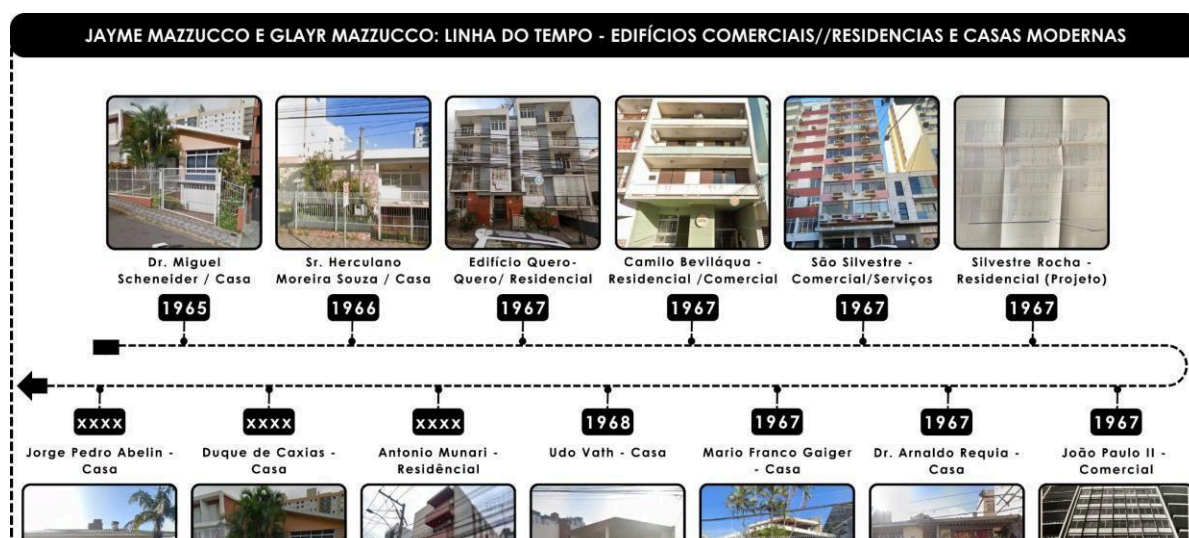 JAYME MAZZUCCO E GLAYR MAZZUCCO: LINHA DO TEMPO - EDIFÍCIOS COMERCIAIS//RESIDENCIAS E CASAS MODERNAS
Dr. Miguel
Scheneider / Casa
1965
Sr. Herculano
Moreira Souza / Casa
1966
Edifício Quero-
Quero/ Residencial
1967
Camilo Beviláqua -
Residencial /Comercial
1967
São Silvestre -
Comercial/Serviços
1967
Silvestre Rocha -
Residencial (Projeto)
1967
xxxx
Jorge Pedro Abelin -
Casa
xxxx
Duque de Caxias -
Casa
xxxx
Antonio Munari -
Residêncial
1968
Udo Vath - Casa
1967
Mario Franco Gaiger
- Casa
1967
Dr. Arnaldo Requia -
Casa
1967
João Paulo II -
Comercial